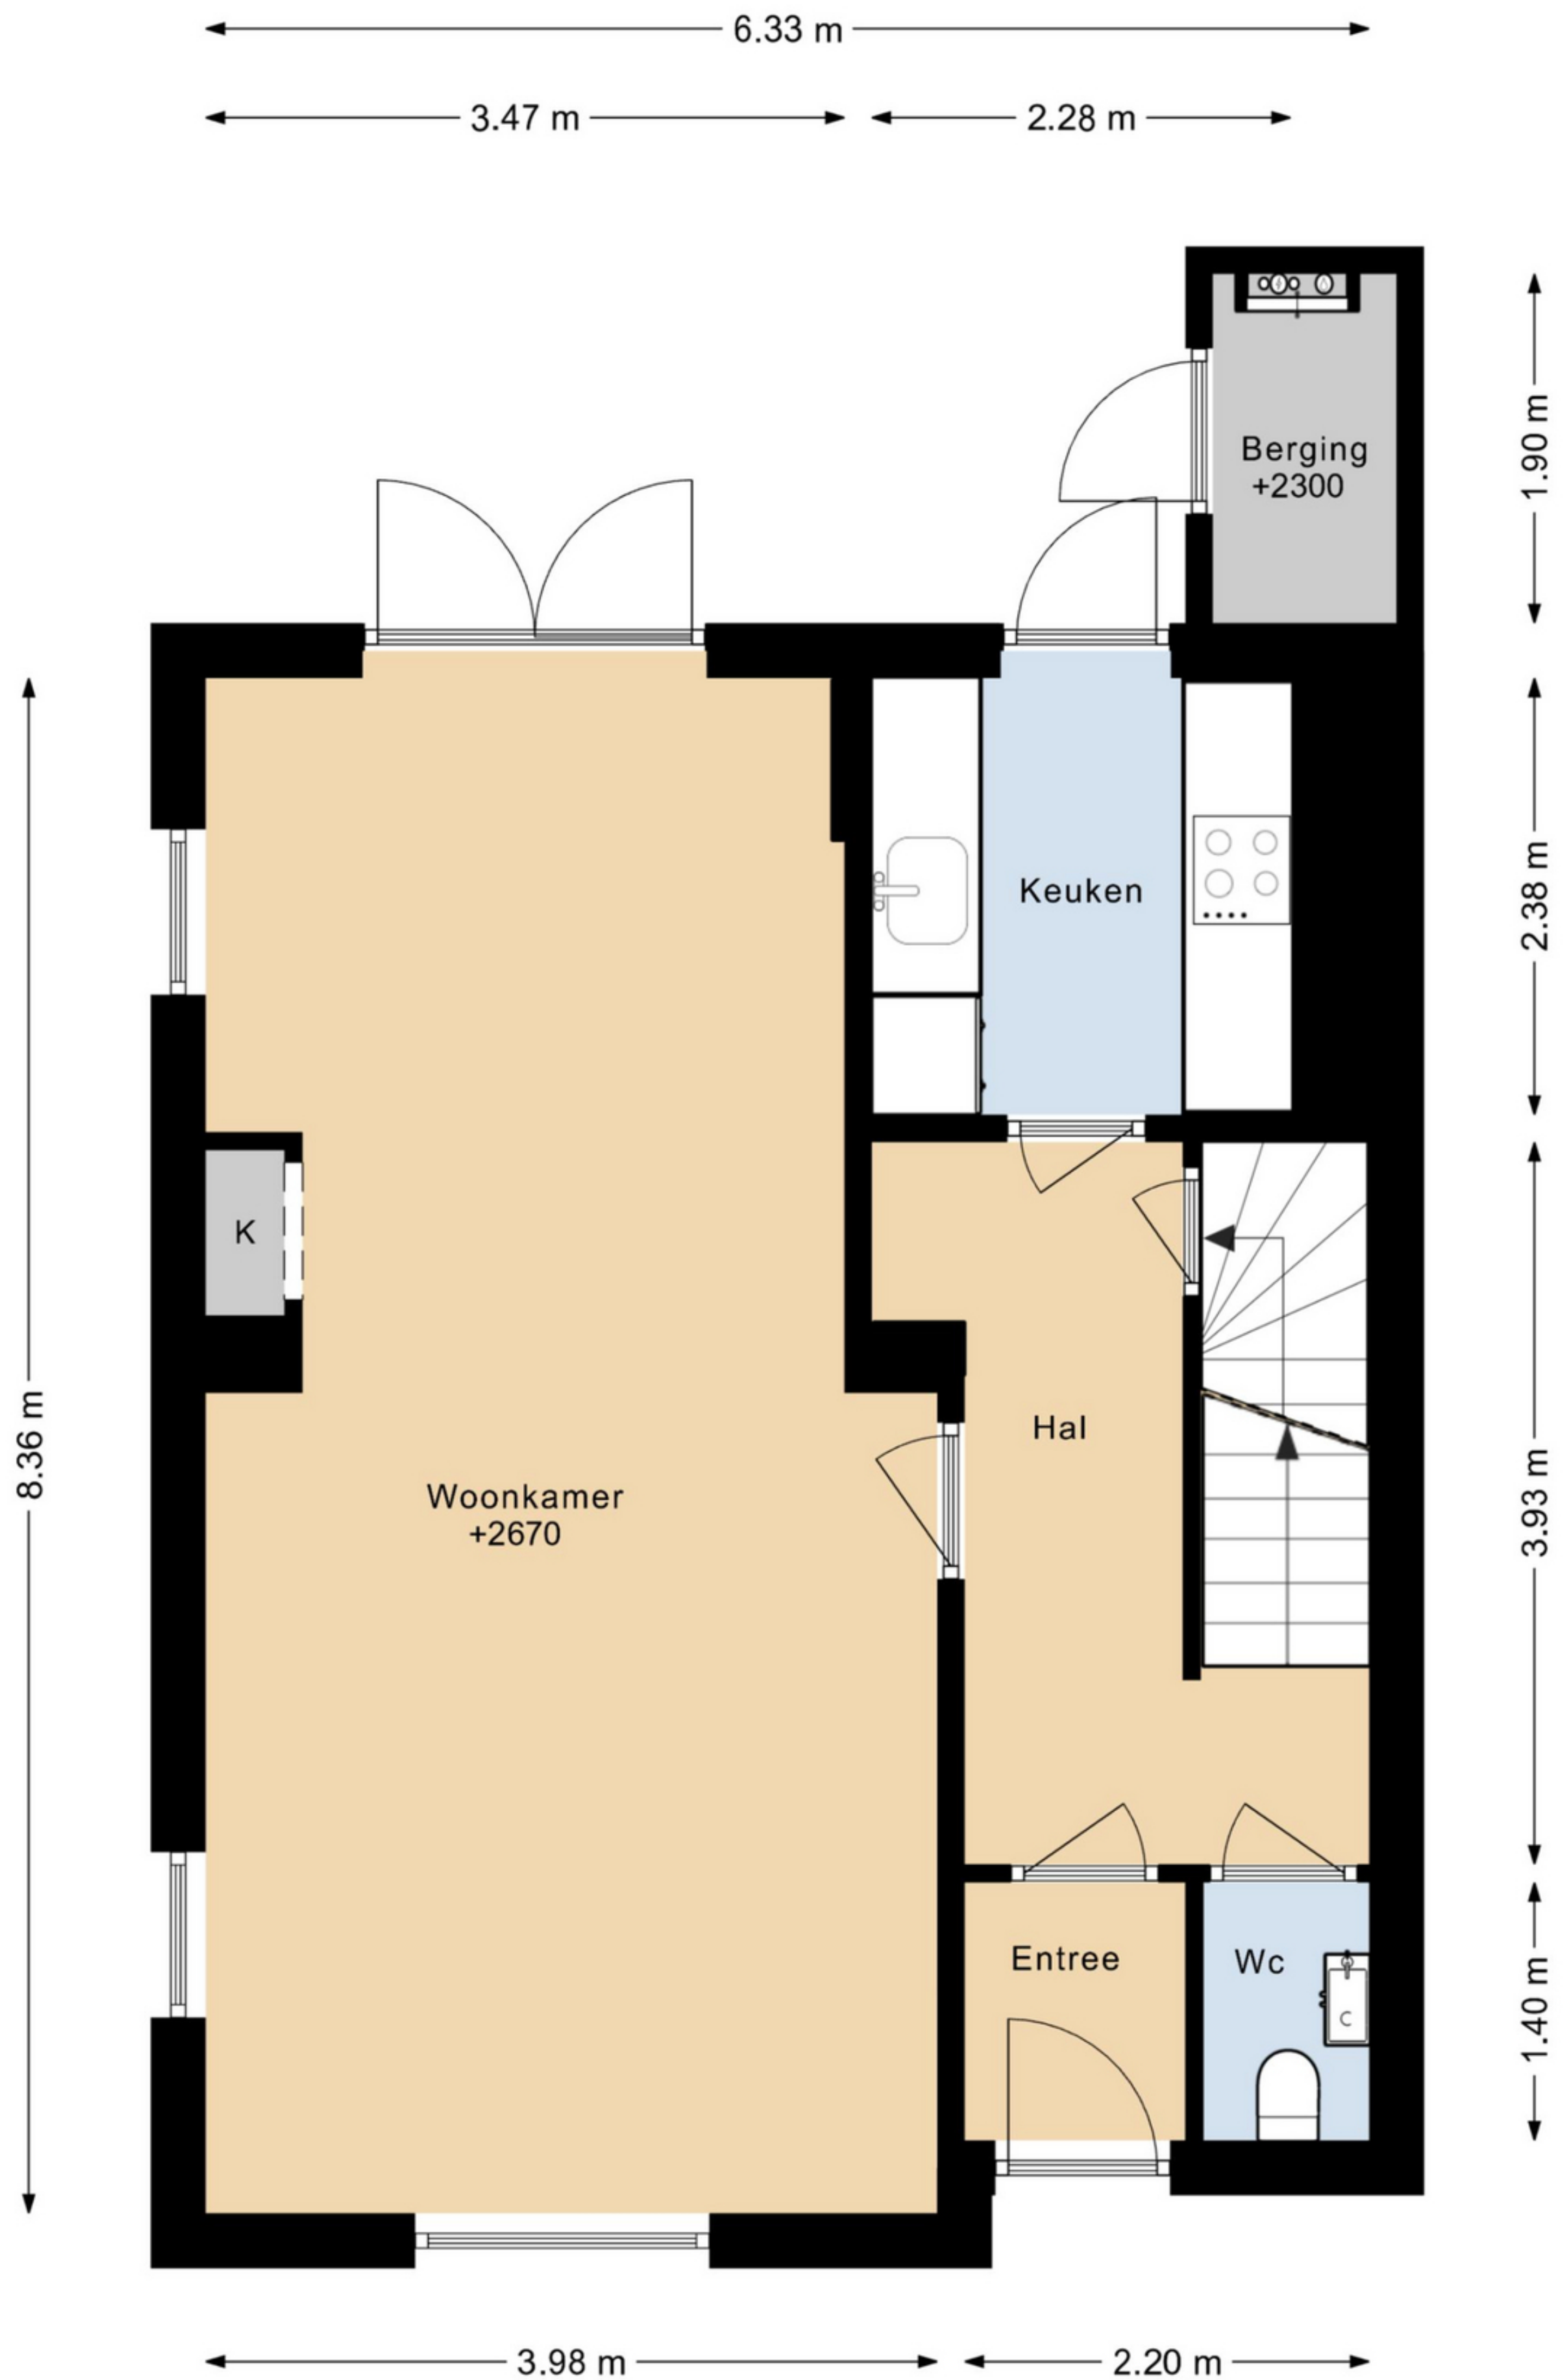 6.33 m
3.47 m
2.28 m
1.90 m
Berging
+2300
2.38 m
Keuken
K
8.36 m
Hal
Woonkamer
+2670
3.93 m
Entree
Wc
C
1.40 m
3.98 m
2.20 m